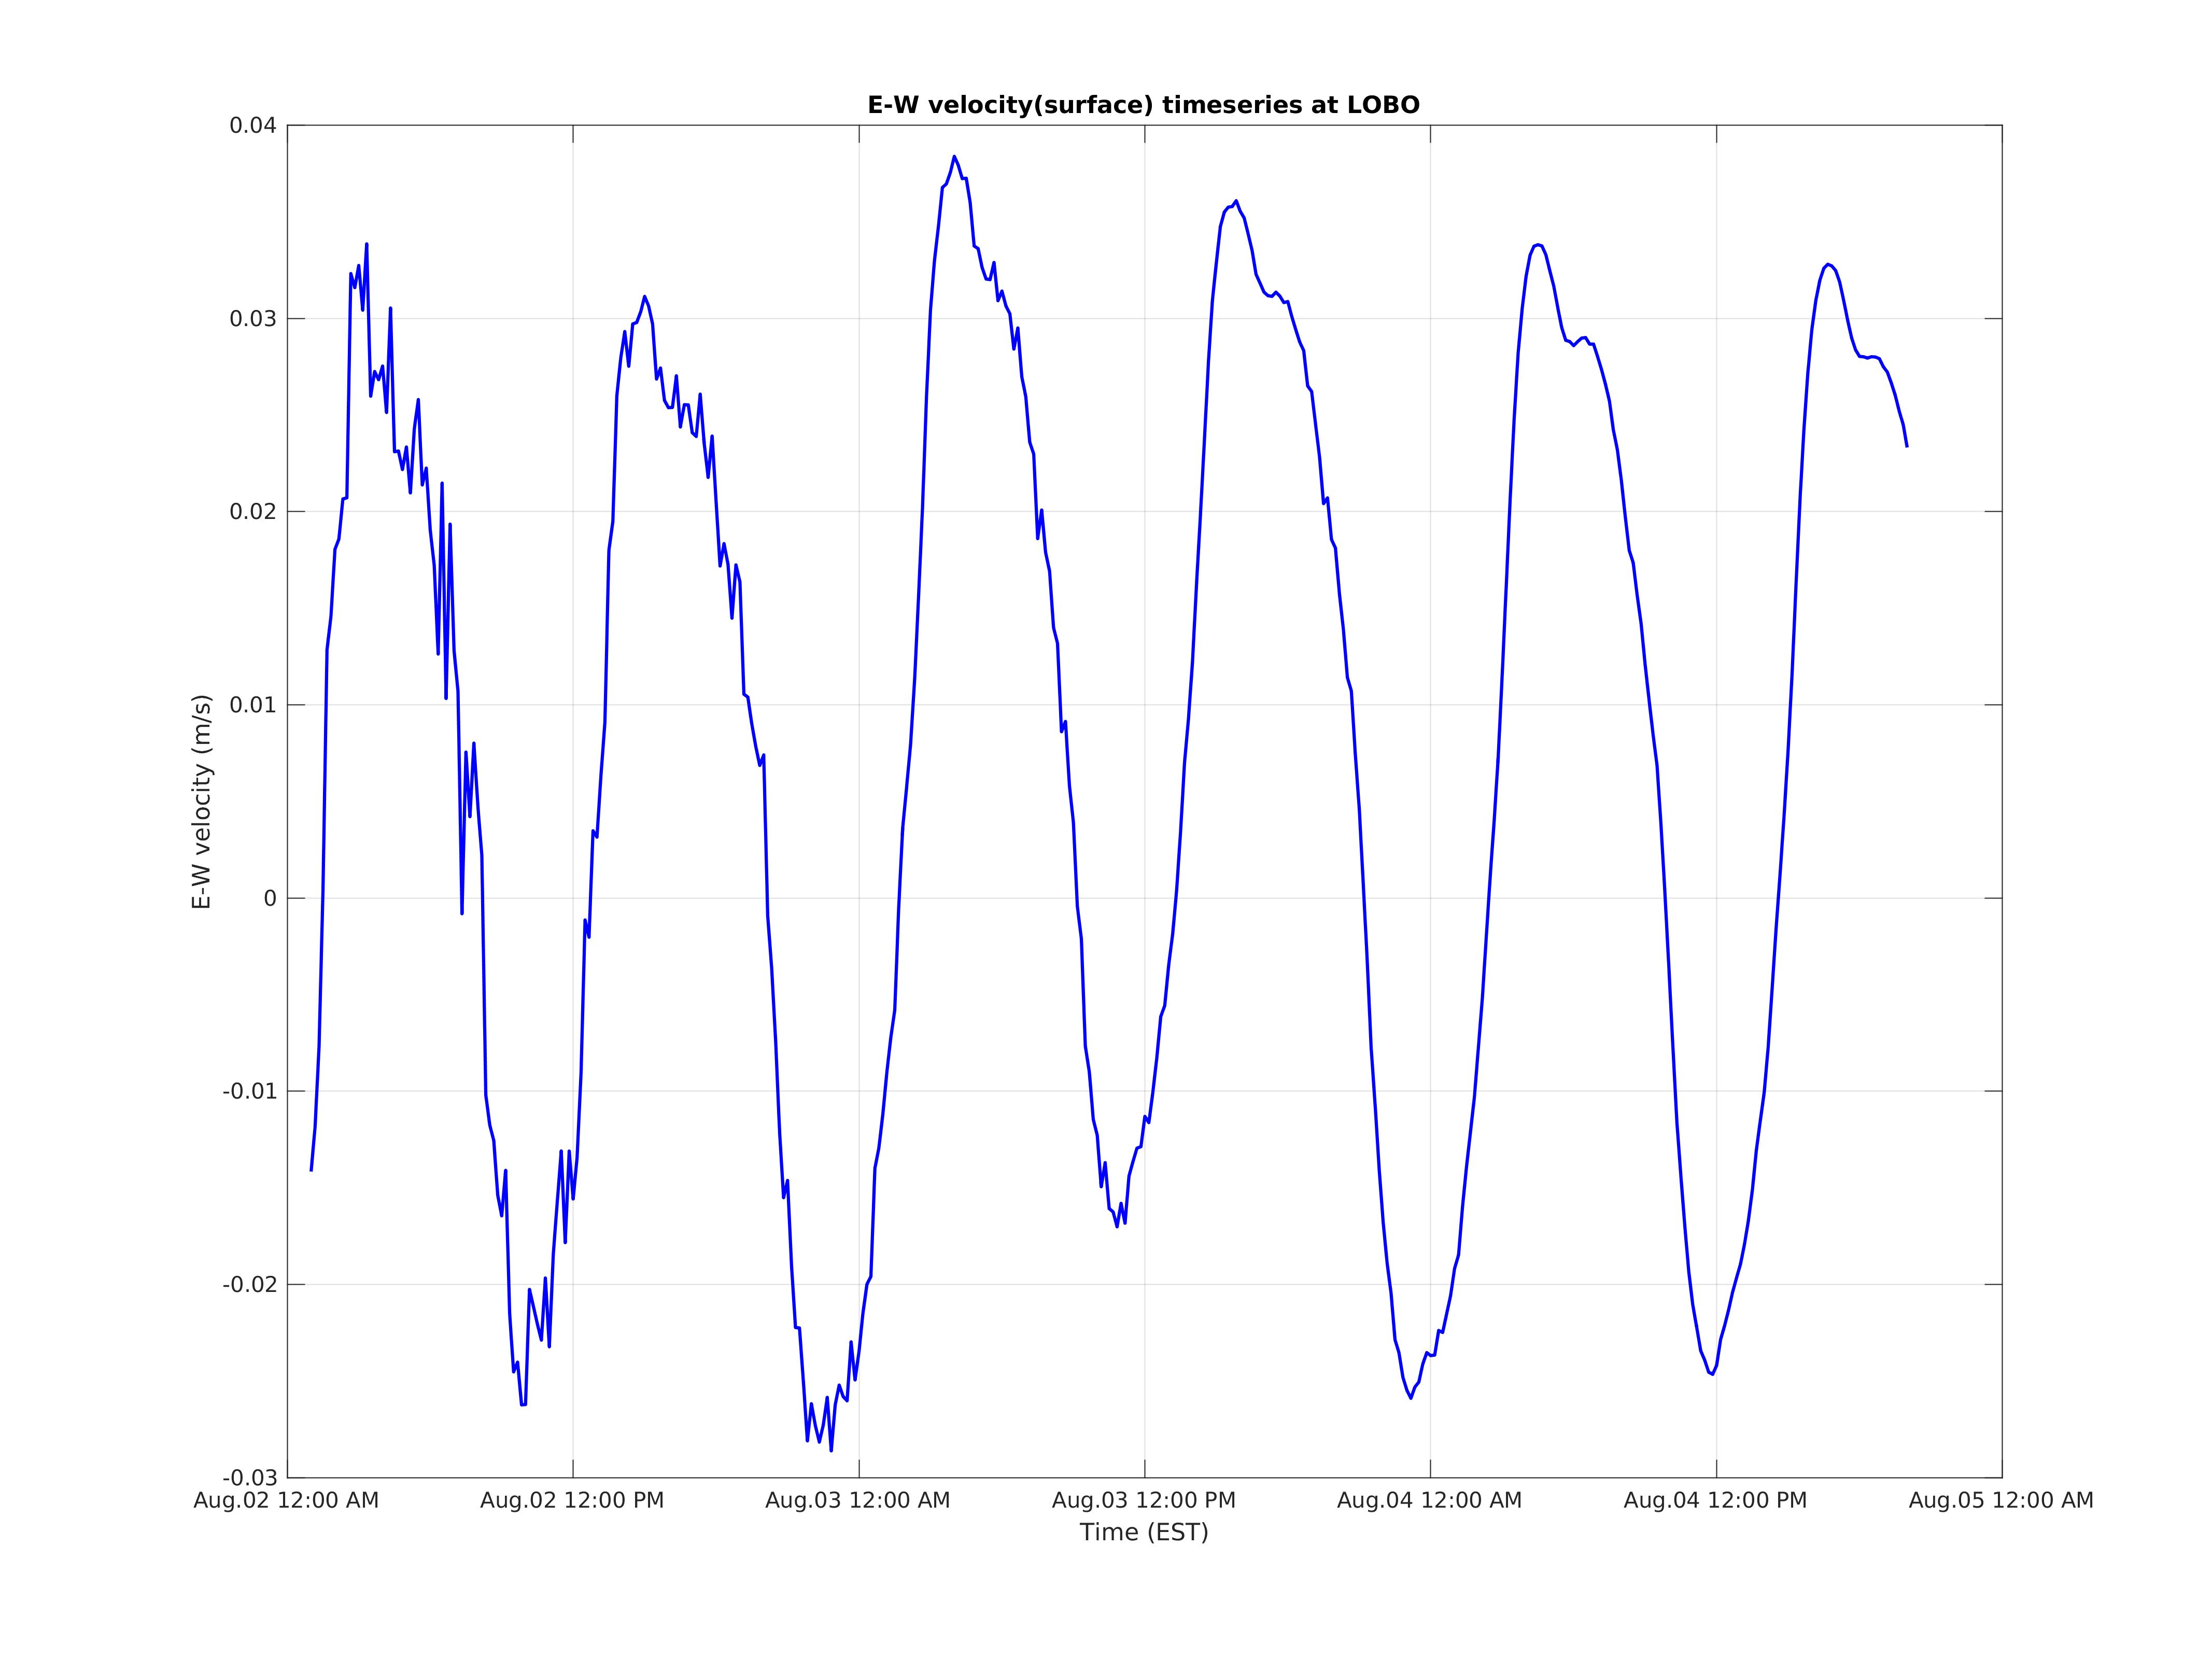 E-W velocity(surface) timeseries at LOBO
0.04
0.03
0.02
0.01
0
-0.01
-0.02
-0.03
E-W velocity (m/s)
Aug.02 12:00 AM
Aug.02 12:00 PM
Aug.03 12:00 AM
Aug.03 12:00 PM
Aug.04 12:00 AM
Aug.04 12:00 PM
Aug.05 12:00 AM
Time (EST)